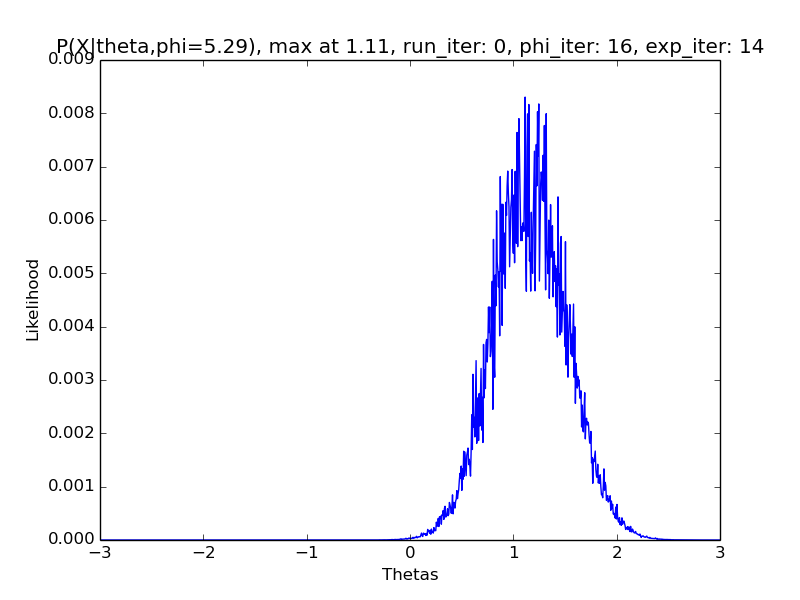 P(X|theta,phi=5.29), max at 1.11, run_iter: 0, phi_iter: 16, exp_iter: 14
0.009
0.008
0.007
0.006
0.005
0.004
0.003
0.002
0.001
0.000
Likelihood
−3 −2 −1 0 1 2 3
Thetas